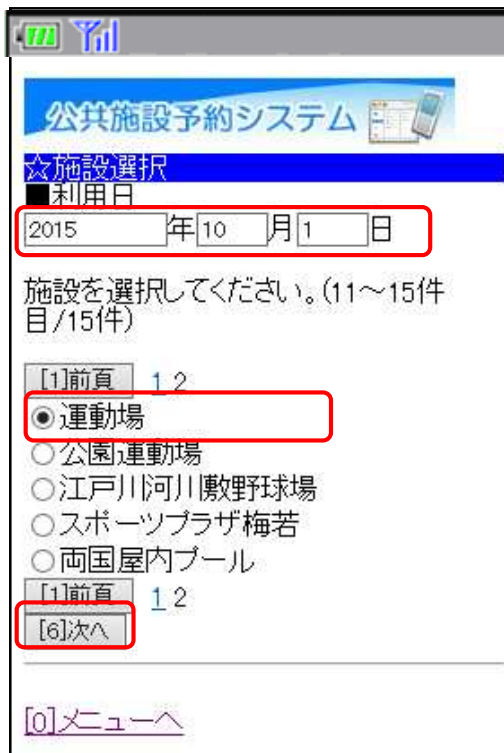 公共施設予約システム
☆施設選択
■利用日
2015 年 10 月 1 日
施設を選択してください。(11～15件
目/15件)
[1]前頁 1 2
運動場
公園運動場
江戸川河川敷野球場
スポーツプラザ梅若
両国屋内プール
[1]前頁 1 2
[6]次へ
[0]メニューへ